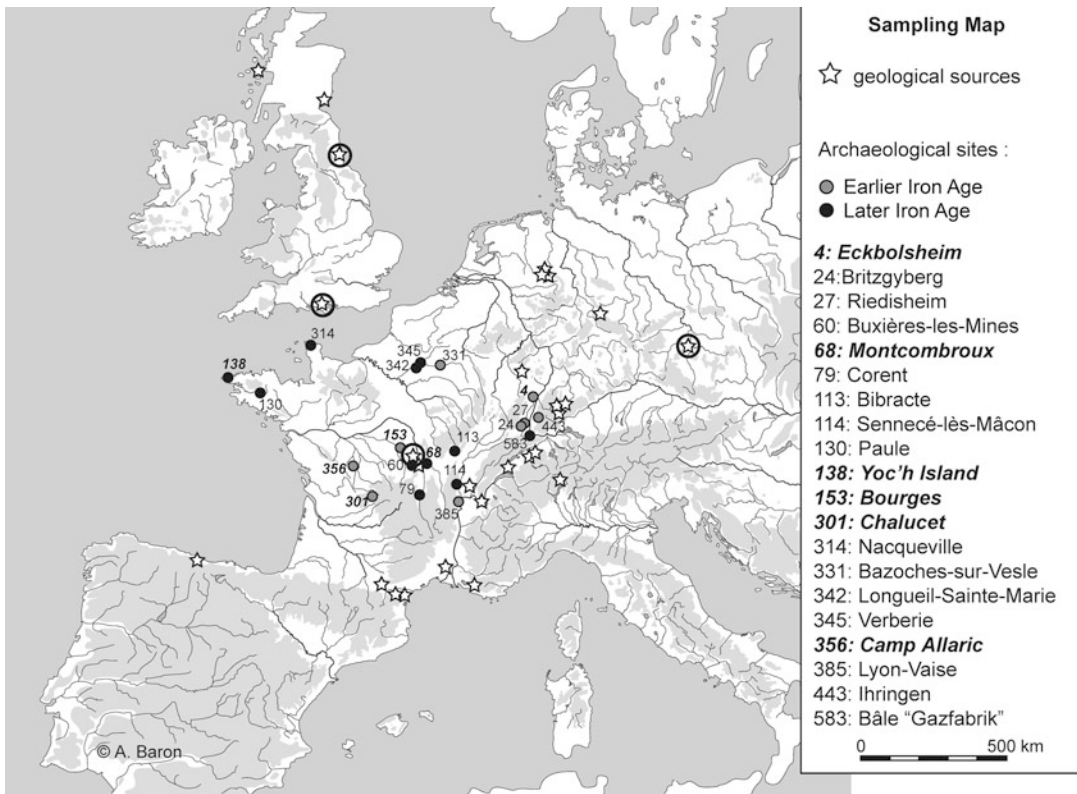 Sampling Map
geological sources
Archaeological sites :
Earlier Iron Age
Later Iron Age
4: Eckbolsheim
24:Britzgyberg
27: Riedisheim
60: Buxières-les-Mines
68: Montcombroux
79: Corent
113: Bibracte
114: Sennecé-lès-Mâcon
130: Paule
138: Yoc'h Island
153: Bourges
301: Chalucet
314: Nacqueville
331: Bazoches-sur-Vesle
342: Longueil-Sainte-Marie
345: Verberie
356: Camp Allaric
385: Lyon-Vaise
443: Ihringen
583: Bâle "Gazfabrik"
0 500 km
314
345
331
342
138
130
4
27
24
443
583
153
113
68
60
356
114
79
301
385
© A. Baron